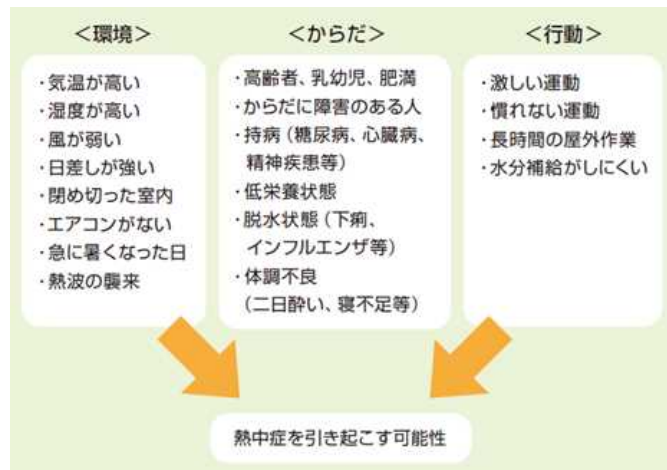 ＜環境＞
・気温が高い
・湿度が高い
・風が弱い
・日差しが強い
・閉め切った室内
・エアコンがない
・急に暑くなった日
・熱波の襲来
＜からだ＞
・高齢者、乳幼児、肥満
・からだに障害のある人
・持病（糖尿病、心臓病、
精神疾患等）
・低栄養状態
・脱水状態（下痢、
インフルエンザ等）
・体調不良
（二日酔い、寝不足等）
＜行動＞
・激しい運動
・慣れない運動
・長時間の屋外作業
・水分補給がしにくい
熱中症を引き起こす可能性